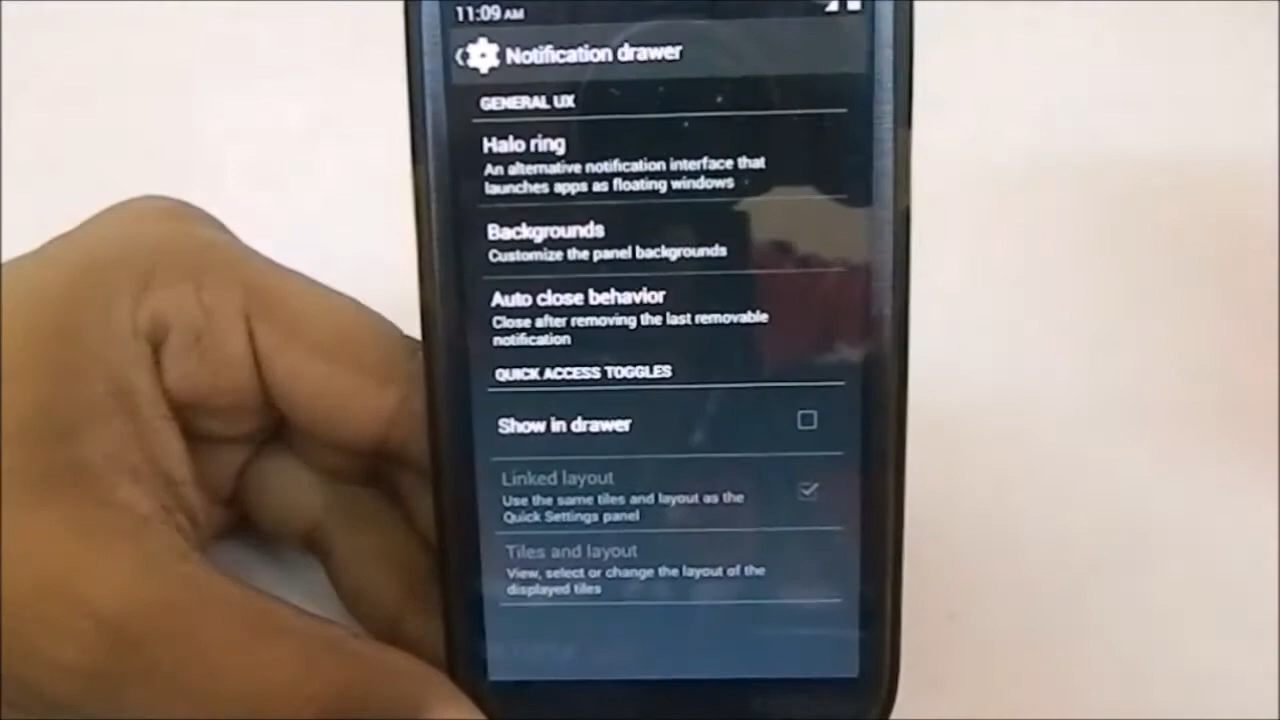 11:09 AM
Notification drawer
GENERAL UX
Halo ring
An alternative notification interface that
launches apps as floating windows
Backgrounds
Customize the panel backgrounds
Auto close behavior
Close after removing the last removable
notification
QUICK ACCESS TOGGLES
Show in drawer
Linked layout
Use the same tiles and layout as the
Quick Settings panel
Tiles and layout
View, select or change the layout of the
displayed tiles